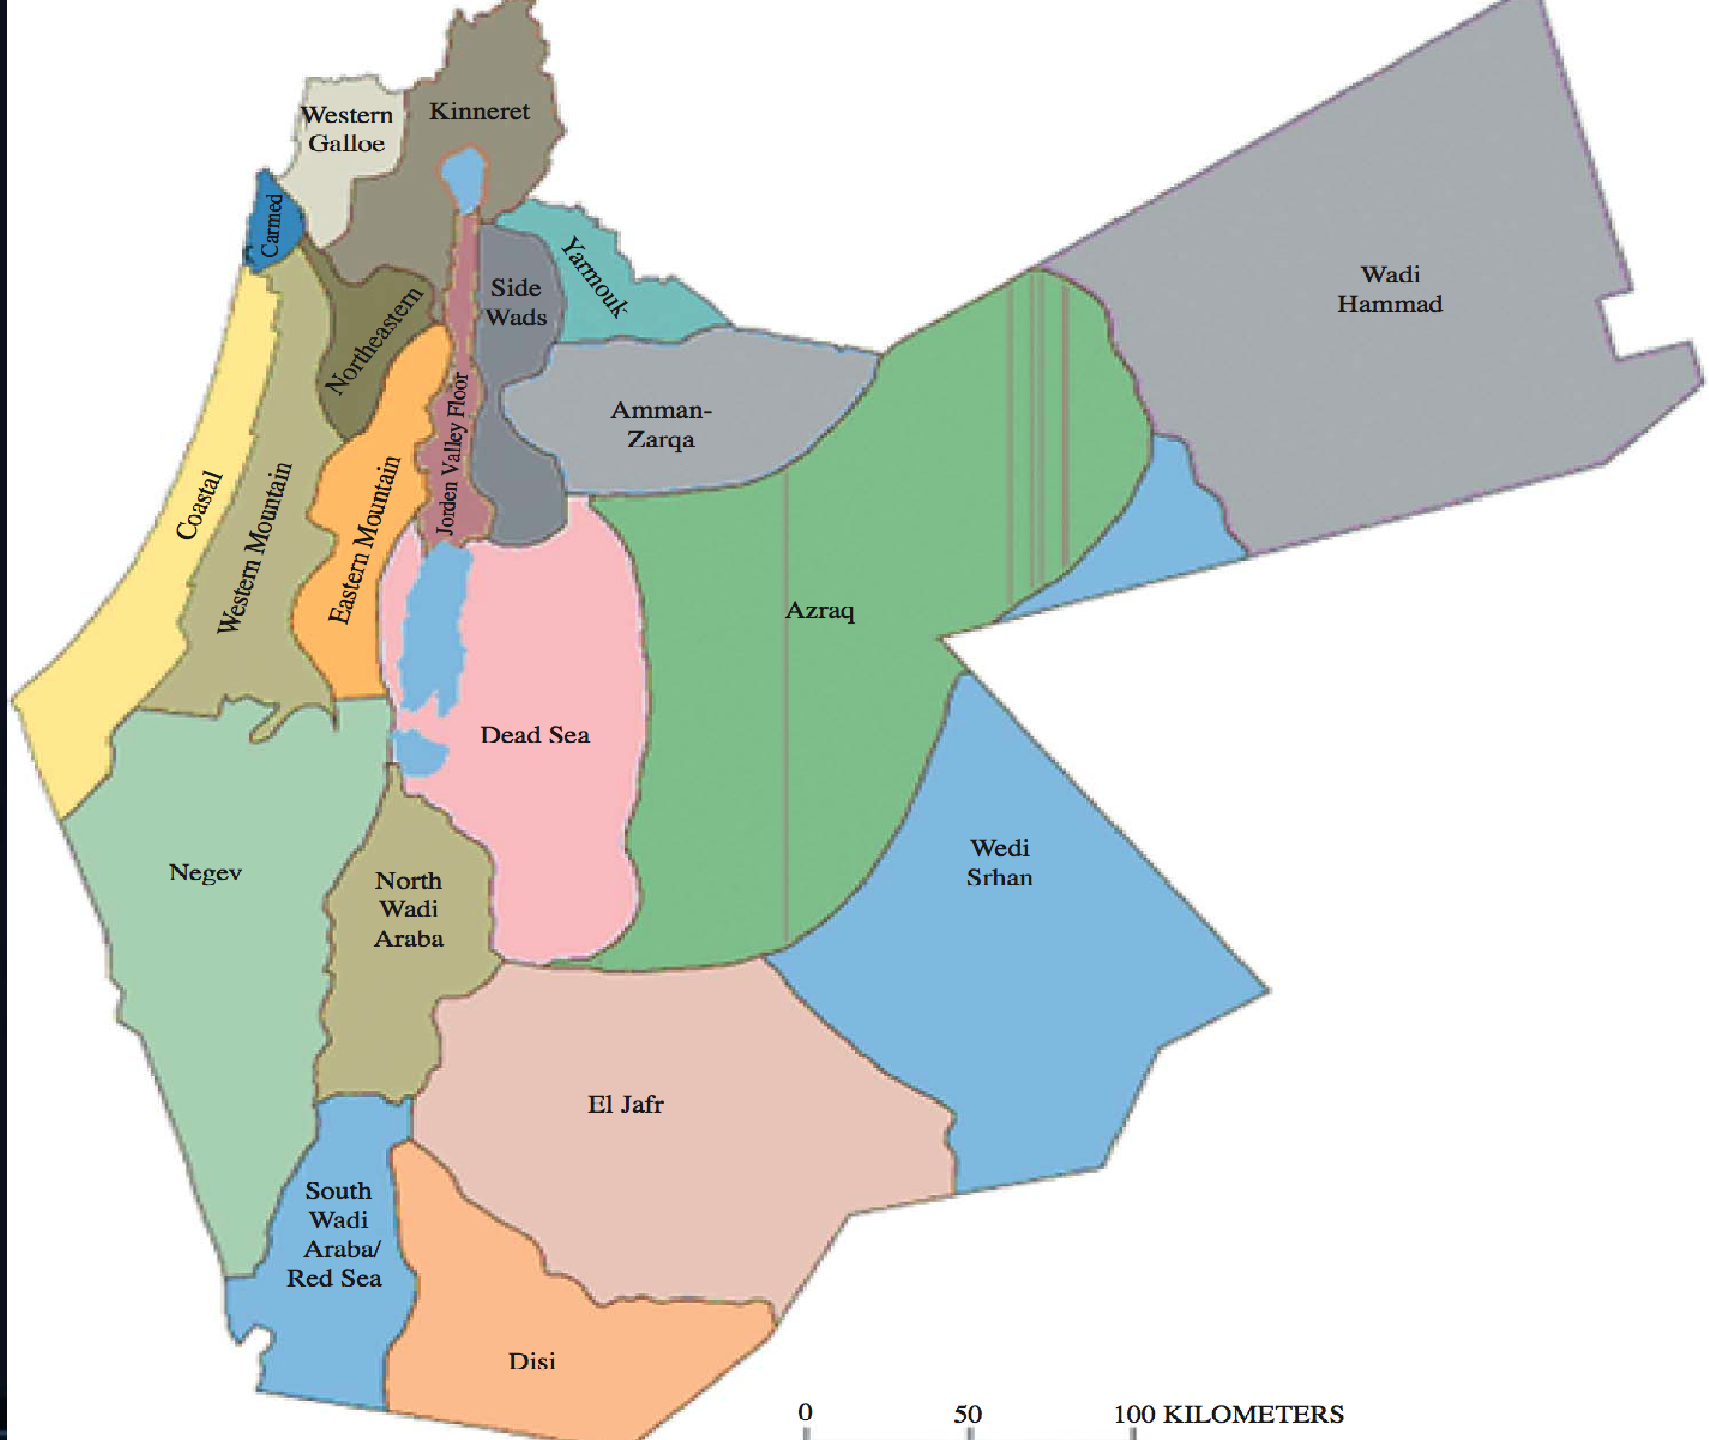 Western
Galloe
Kinneret
Carmed
Yarmouk
Side
Wads
Wadi
Hammad
Northeastern
Amman-
Zarqa
Jorden Valley Floor
Coastal
Western Mountain
Eastern Mountain
Azraq
Dead Sea
Negev
North
Wadi
Araba
Wedi
Srhan
El Jafr
South
Wadi
Araba/
Red Sea
Disi
0 50 100 KILOMETERS